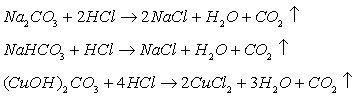 Na₂CO₃ + 2HCl → 2NaCl + H₂O + CO₂ ↑
NaHCO₃ + HCl → NaCl + H₂O + CO₂ ↑
(CuOH)₂CO₃ + 4HCl → 2CuCl₂ + 3H₂O + CO₂ ↑